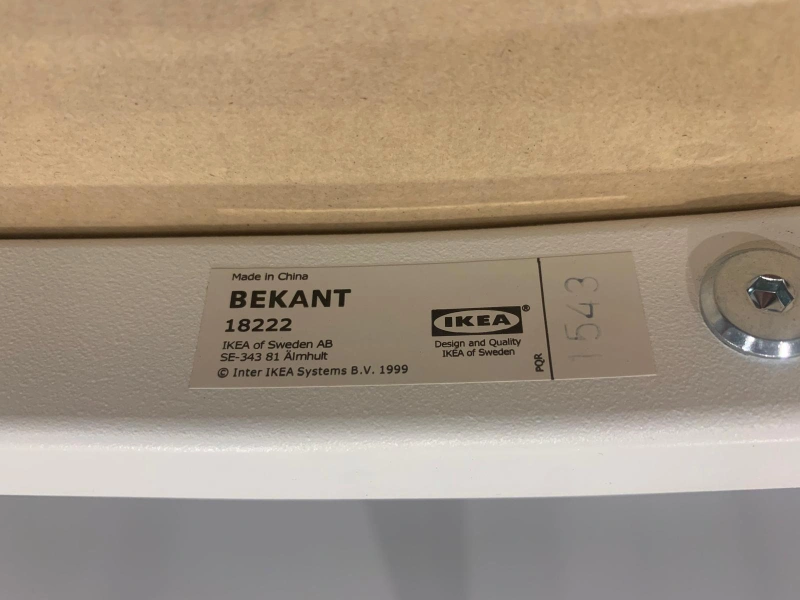 Made in China
BEKANT
18222
IKEA of Sweden AB
SE-343 81 Älmhult
© Inter IKEA Systems B.V. 1999
IKEA®
Design and Quality
IKEA of Sweden
PQR
1543